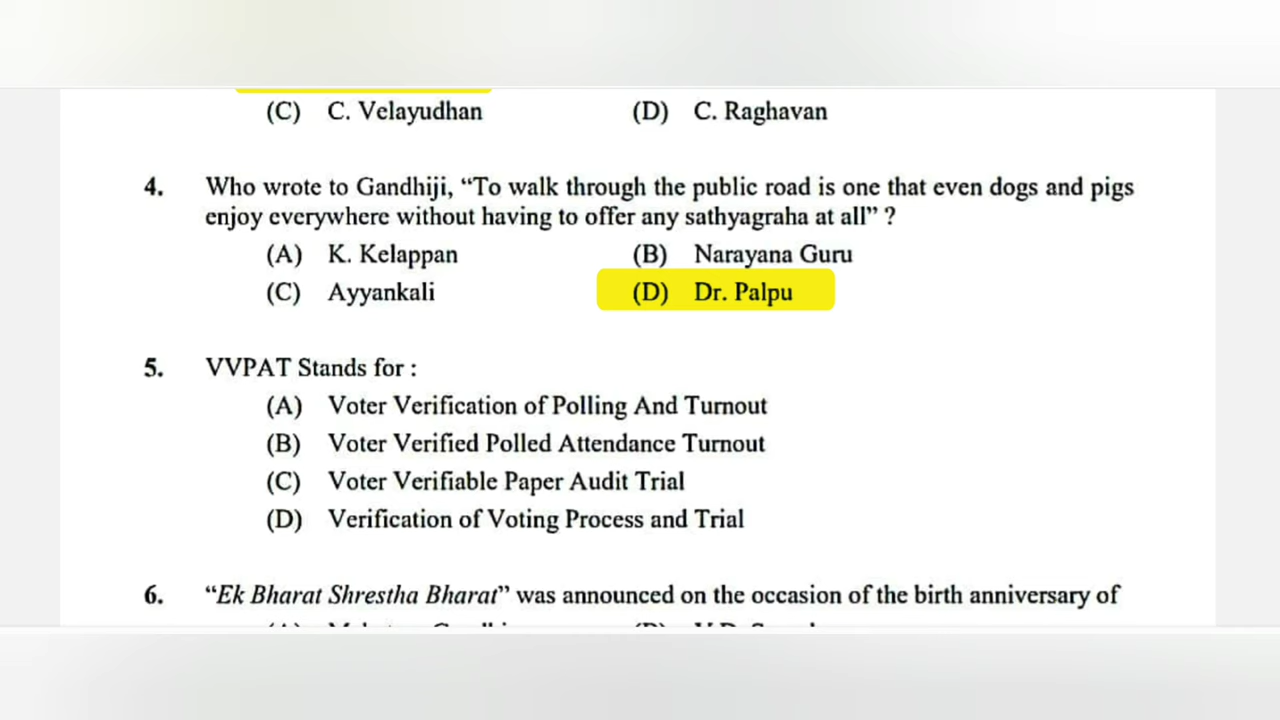 (C) C. Velayudhan (D) C. Raghavan
4. Who wrote to Gandhiji, “To walk through the public road is one that even dogs and pigs
enjoy everywhere without having to offer any sathyagraha at all” ?
(A) K. Kelappan (B) Narayana Guru
(C) Ayyankali (D) Dr. Palpu
5. VVPAT Stands for :
(A) Voter Verification of Polling And Turnout
(B) Voter Verified Polled Attendance Turnout
(C) Voter Verifiable Paper Audit Trial
(D) Verification of Voting Process and Trial
6. “Ek Bharat Shrestha Bharat” was announced on the occasion of the birth anniversary of